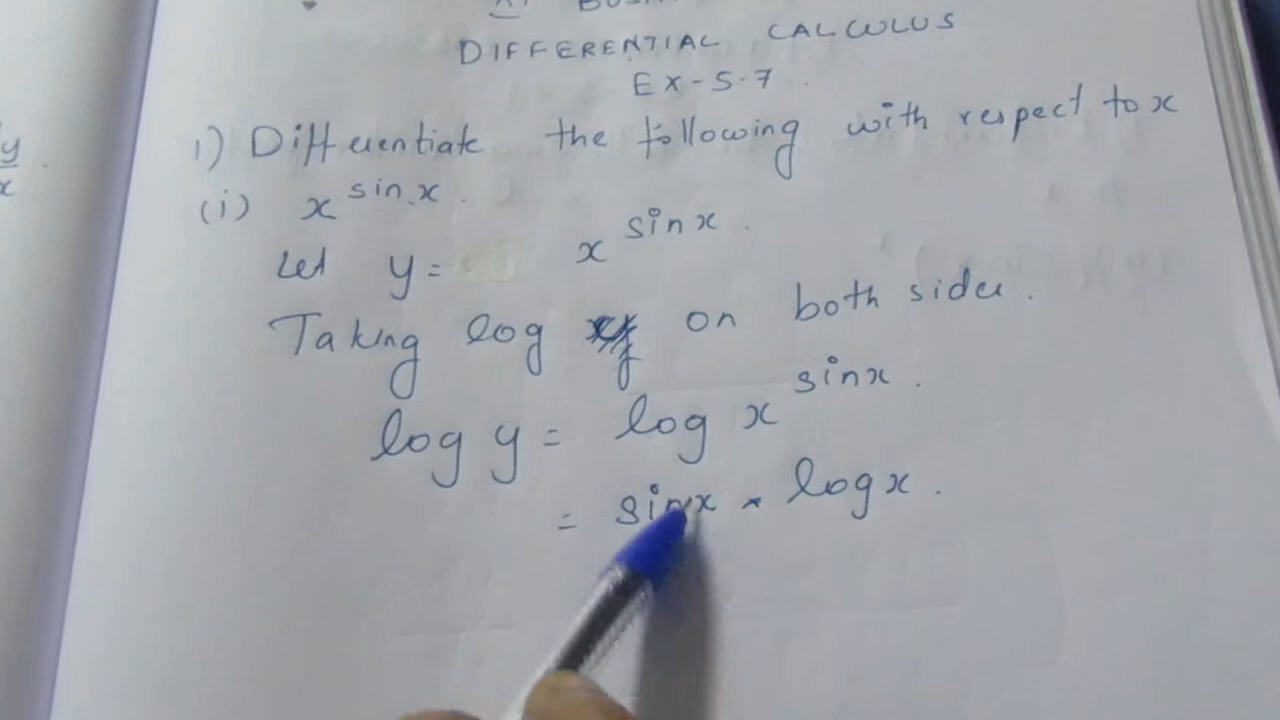 DIFFERENTIAL CALCULUS
EX-5.7
1) Differentiate the following with respect to x
(i) x^sin x.
Let y = x^sin x.
Taking log on both sides.
log y = log x^sin x.
= sin x . log x.
y/x